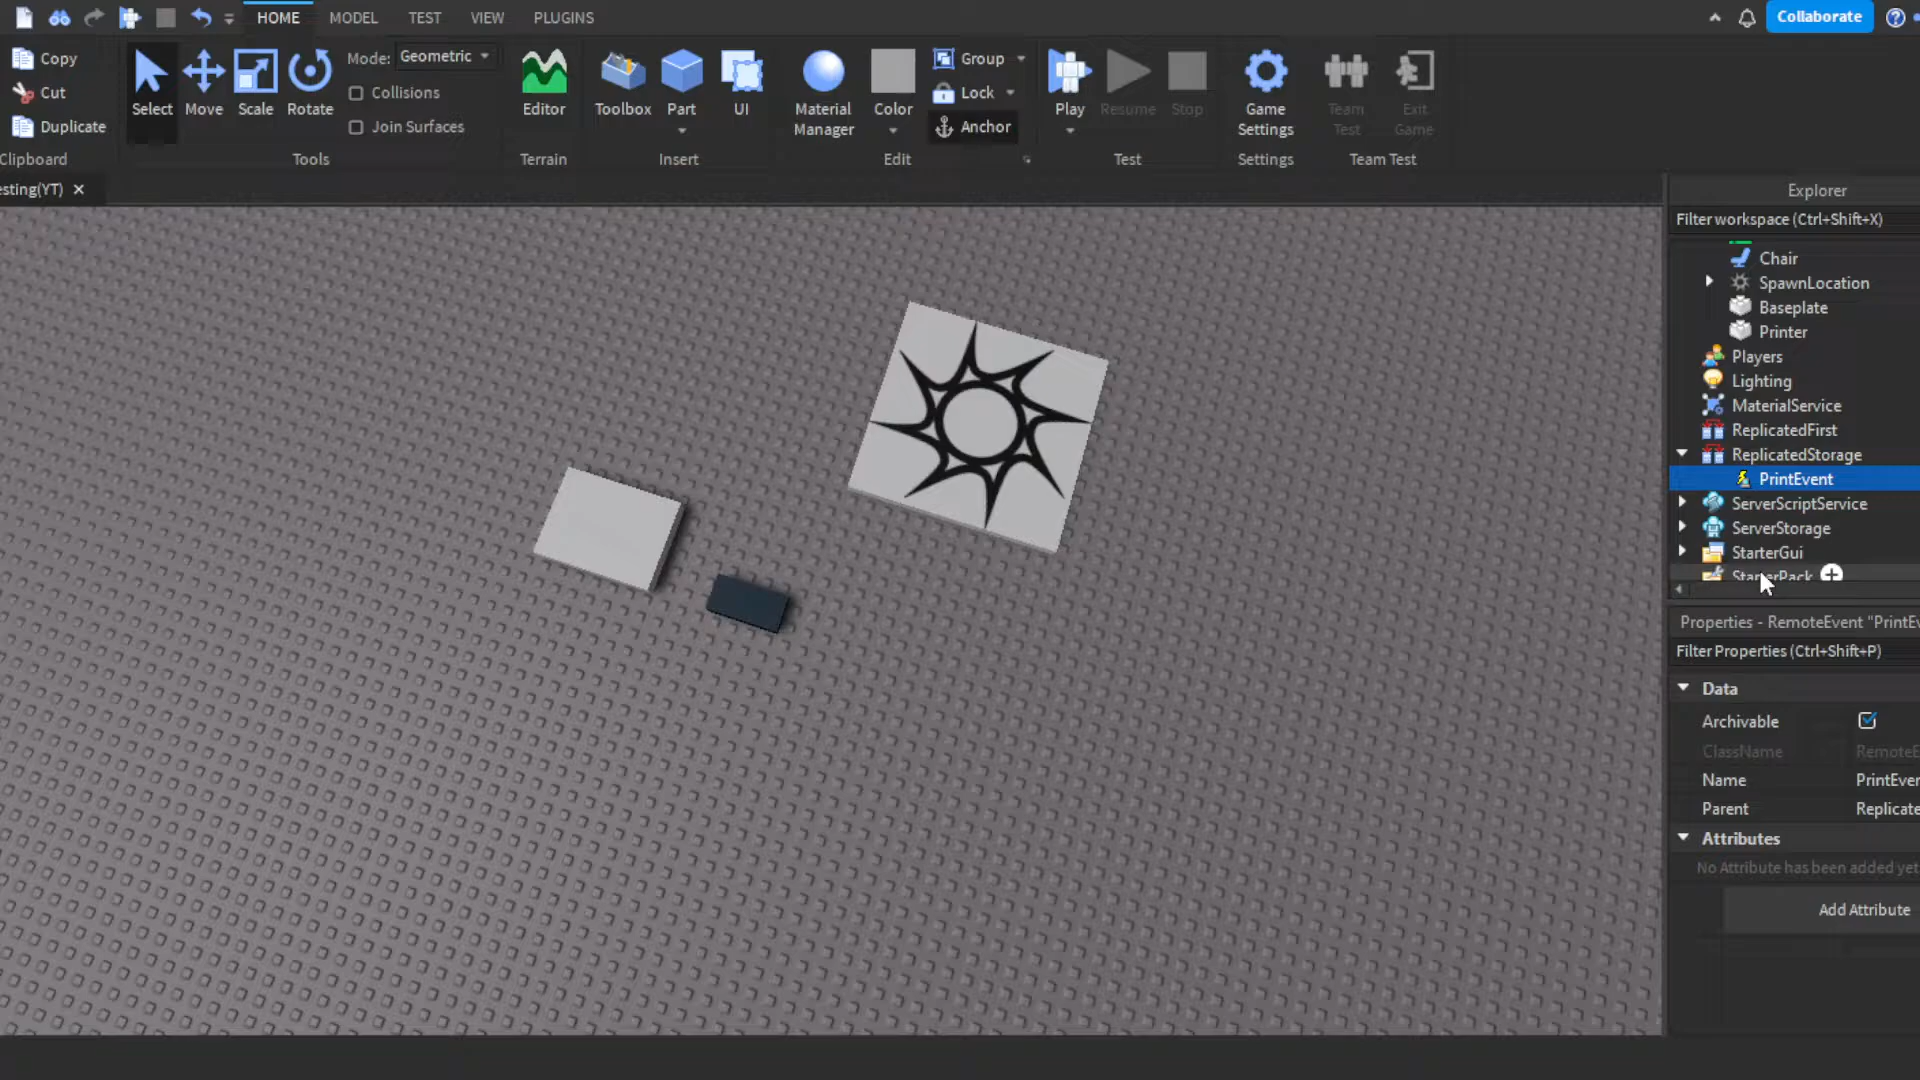 HOME MODEL TEST VIEW PLUGINS Collaborate
Copy
Cut
Duplicate
Clipboard
Select Move Scale Rotate
Mode: Geometric
Collisions
Join Surfaces
Tools
Editor
Terrain
Toolbox Part UI
Insert
Material Manager
Color
Group
Lock
Anchor
Edit
Play Resume Stop
Test
Game Settings
Settings
Team Test
Exit Game
Team Test
esting(YT)
Explorer
Filter workspace (Ctrl+Shift+X)
Chair
SpawnLocation
Baseplate
Printer
Players
Lighting
MaterialService
ReplicatedFirst
ReplicatedStorage
PrintEvent
ServerScriptService
ServerStorage
StarterGui
StarterPack
Properties - RemoteEvent "PrintEv
Filter Properties (Ctrl+Shift+P)
Data
Archivable
ClassName RemoteE
Name PrintEver
Parent Replicate
Attributes
No Attribute has been added yet
Add Attribute